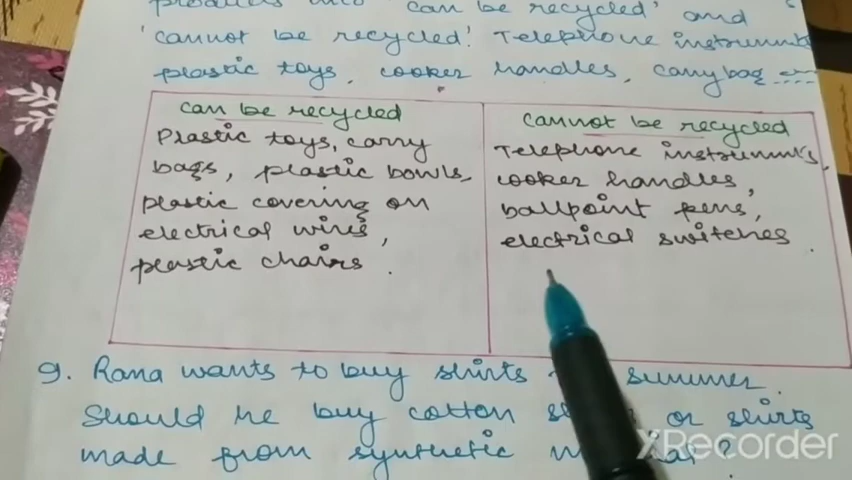 products into 'can be recycled' and
'cannot be recycled'. Telephone instruments
plastic toys, cooker handles, carry bag
can be recycled
Plastic toys, carry
bags, plastic bowls,
plastic covering on
electrical wires,
plastic chairs.
cannot be recycled
Telephone instruments,
cooker handles,
ballpoint pens,
electrical switches.
9. Rana wants to buy shirts summer.
Should he buy cotton or shirts
made from synthetic ?
XRecorder